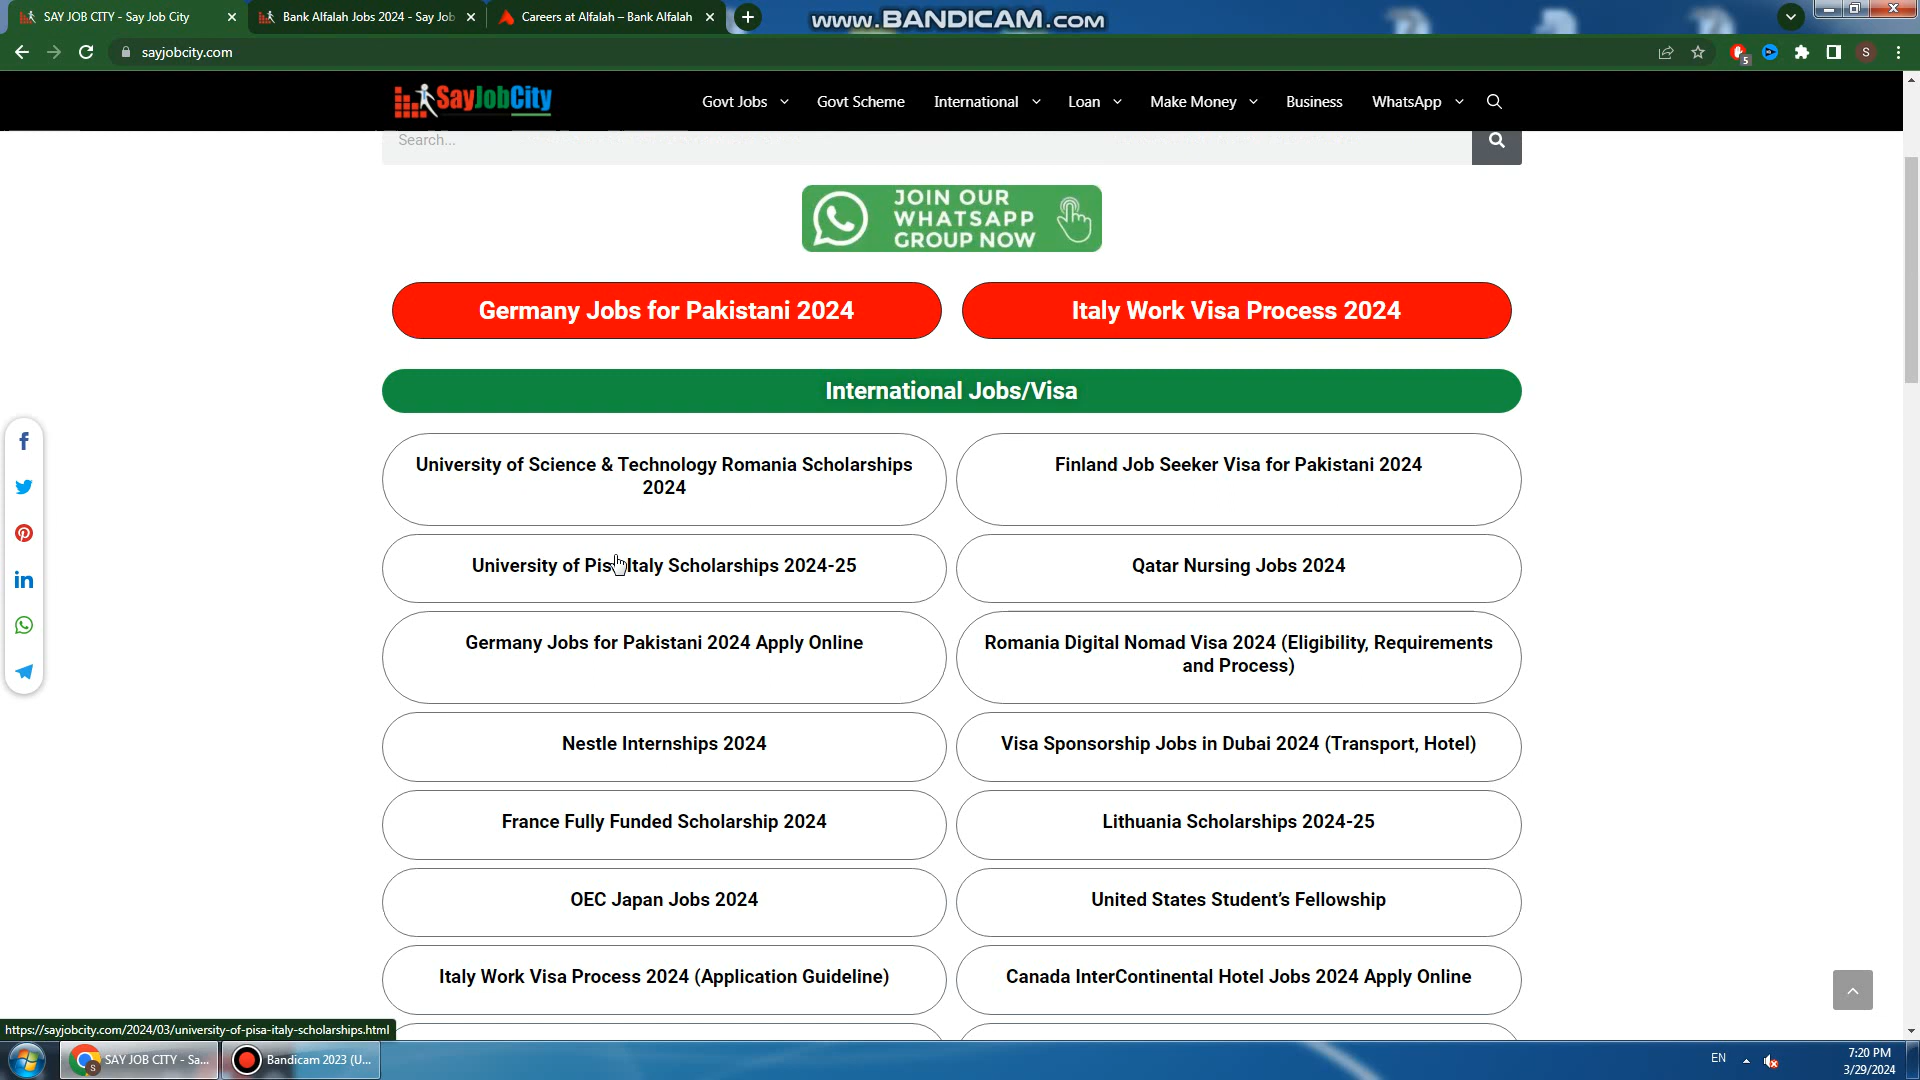 SAY JOB CITY - Say Job City
Bank Alfalah Jobs 2024 - Say Job
Careers at Alfalah – Bank Alfalah
www.BANDICAM.com
sayjobcity.com
5
S
SayJobCity
Govt Jobs
Govt Scheme
International
Loan
Make Money
Business
WhatsApp
Search...
JOIN OUR
WHATSAPP
GROUP NOW
Germany Jobs for Pakistani 2024
Italy Work Visa Process 2024
International Jobs/Visa
University of Science & Technology Romania Scholarships
2024
Finland Job Seeker Visa for Pakistani 2024
University of Pisa Italy Scholarships 2024-25
Qatar Nursing Jobs 2024
Germany Jobs for Pakistani 2024 Apply Online
Romania Digital Nomad Visa 2024 (Eligibility, Requirements
and Process)
Nestle Internships 2024
Visa Sponsorship Jobs in Dubai 2024 (Transport, Hotel)
France Fully Funded Scholarship 2024
Lithuania Scholarships 2024-25
OEC Japan Jobs 2024
United States Student’s Fellowship
Italy Work Visa Process 2024 (Application Guideline)
Canada InterContinental Hotel Jobs 2024 Apply Online
https://sayjobcity.com/2024/03/university-of-pisa-italy-scholarships.html
SAY JOB CITY - Sa...
Bandicam 2023 (U...
EN
7:20 PM
3/29/2024